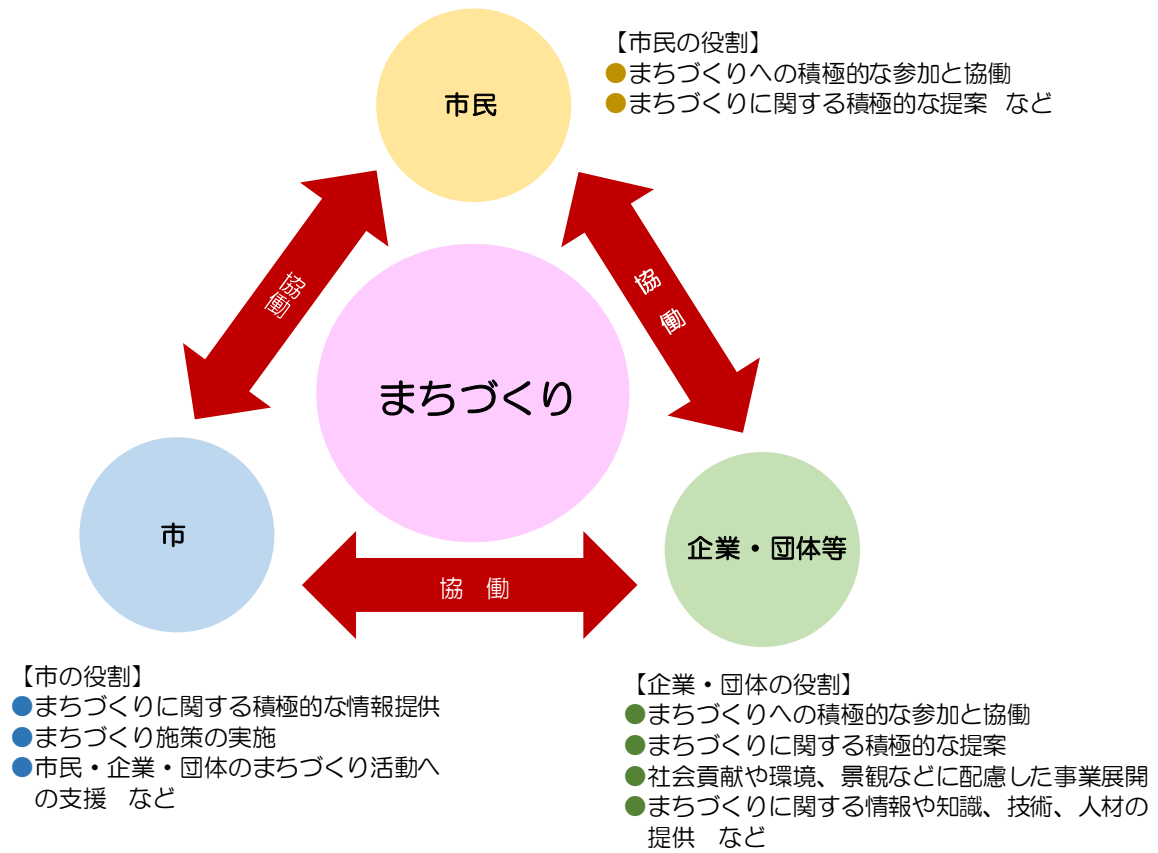 市民
【市民の役割】
●まちづくりへの積極的な参加と協働
●まちづくりに関する積極的な提案　など
協働
協働
まちづくり
市
企業・団体等
協　働
【市の役割】
●まちづくりに関する積極的な情報提供
●まちづくり施策の実施
●市民・企業・団体のまちづくり活動へ
の支援　など
【企業・団体の役割】
●まちづくりへの積極的な参加と協働
●まちづくりに関する積極的な提案
●社会貢献や環境、景観などに配慮した事業展開
●まちづくりに関する情報や知識、技術、人材の
提供　など